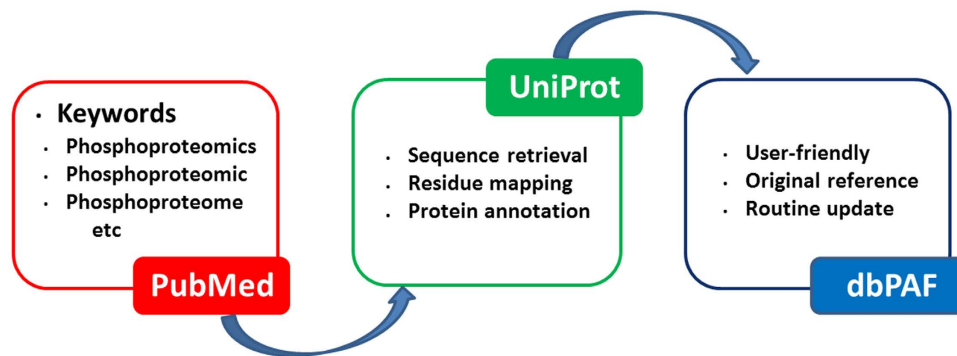 · Keywords
· Phosphoproteomics
· Phosphoproteomic
· Phosphoproteome
etc
PubMed
UniProt
· Sequence retrieval
· Residue mapping
· Protein annotation
· User-friendly
· Original reference
· Routine update
dbPAF